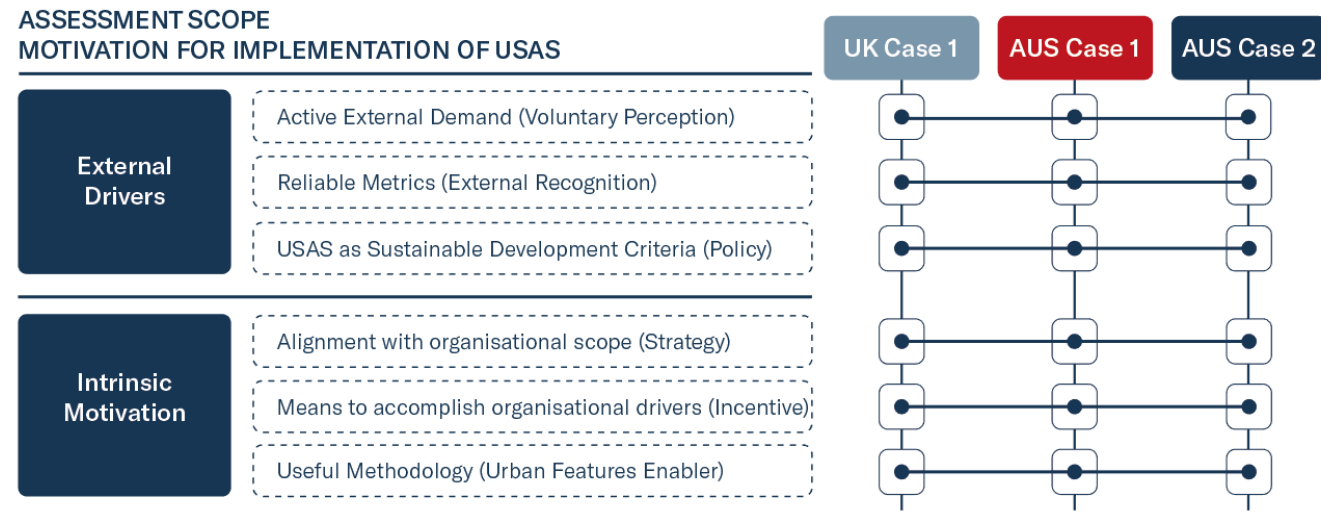 ASSESSMENT SCOPE
MOTIVATION FOR IMPLEMENTATION OF USAS
UK Case 1
AUS Case 1
AUS Case 2
External
Drivers
Active External Demand (Voluntary Perception)
Reliable Metrics (External Recognition)
USAS as Sustainable Development Criteria (Policy)
Intrinsic
Motivation
Alignment with organisational scope (Strategy)
Means to accomplish organisational drivers (Incentive)
Useful Methodology (Urban Features Enabler)